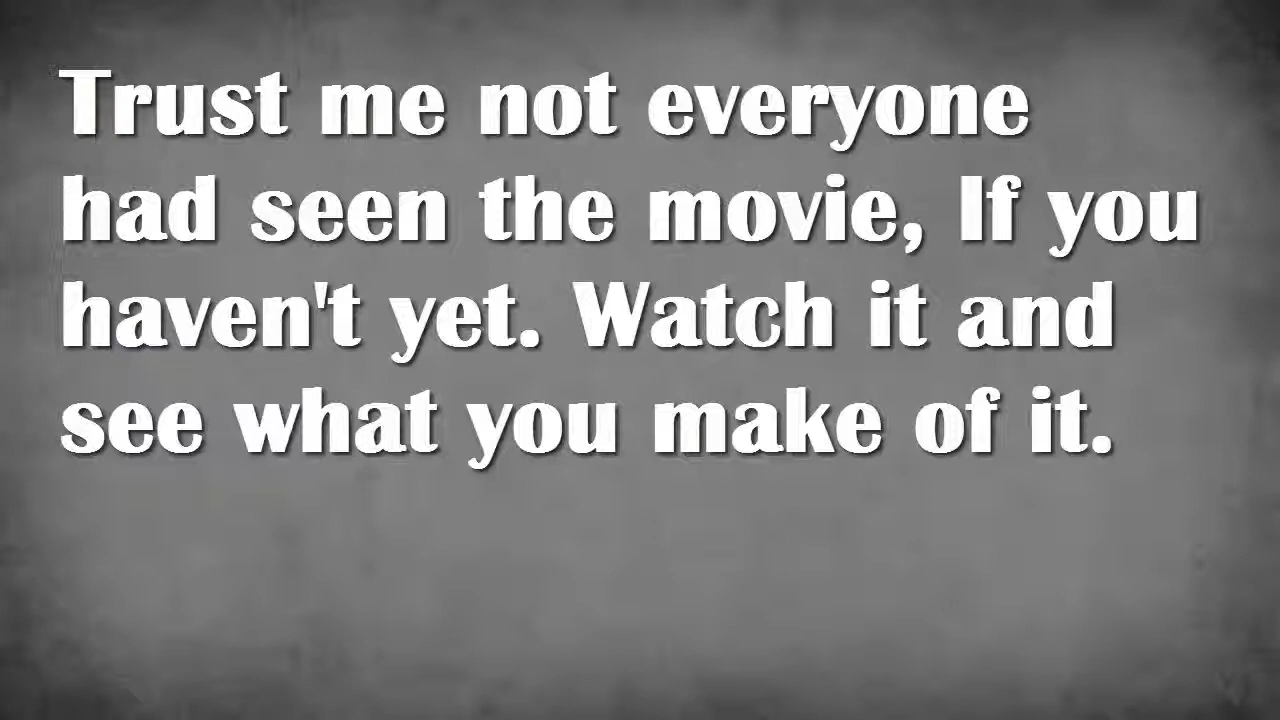 Trust me not everyone
had seen the movie, If you
haven't yet. Watch it and
see what you make of it.